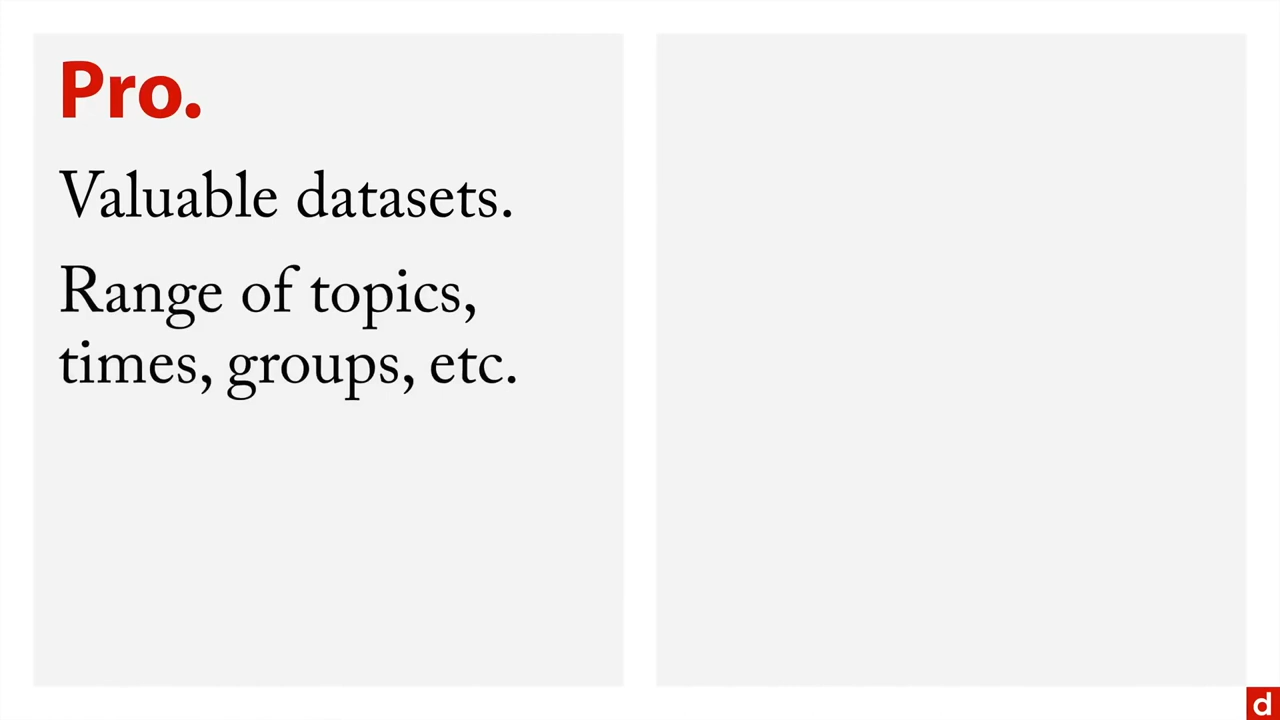 Pro.
Valuable datasets.
Range of topics,
times, groups, etc.
d